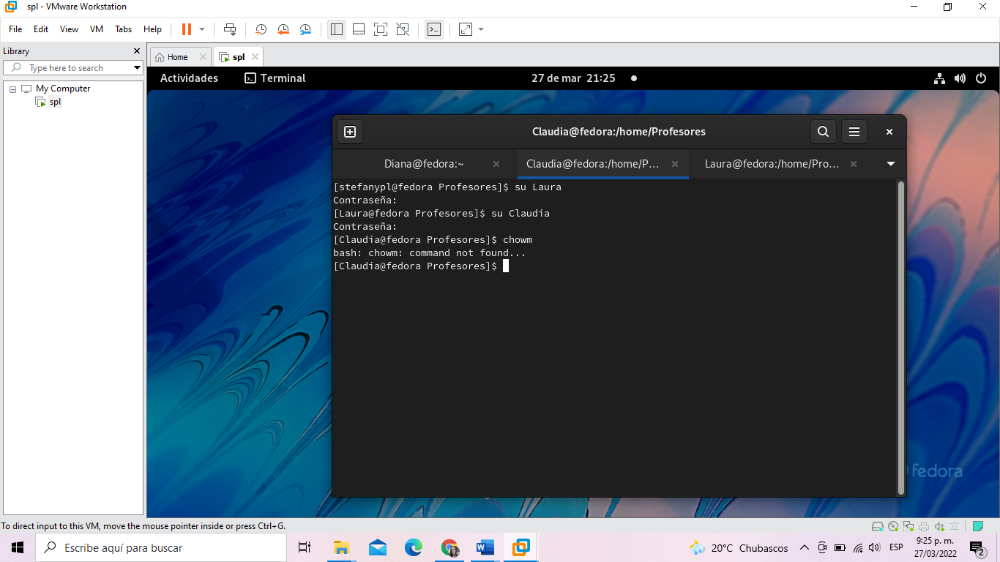 spl - VMware Workstation
File Edit View VM Tabs Help
Library
Type here to search
My Computer
spl
Home
spl
Actividades
Terminal
27 de mar 21:25
Claudia@fedora:/home/Profesores
Diana@fedora:~
Claudia@fedora:/home/P...
Laura@fedora:/home/Pro...
[stefanypl@fedora Profesores]$ su Laura
Contraseña:
[Laura@fedora Profesores]$ su Claudia
Contraseña:
[Claudia@fedora Profesores]$ chowm
bash: chowm: command not found...
[Claudia@fedora Profesores]$
fedora
To direct input to this VM, move the mouse pointer inside or press Ctrl+G.
Escribe aquí para buscar
W
20°C Chubascos
ESP
9:25 p. m.
27/03/2022
2